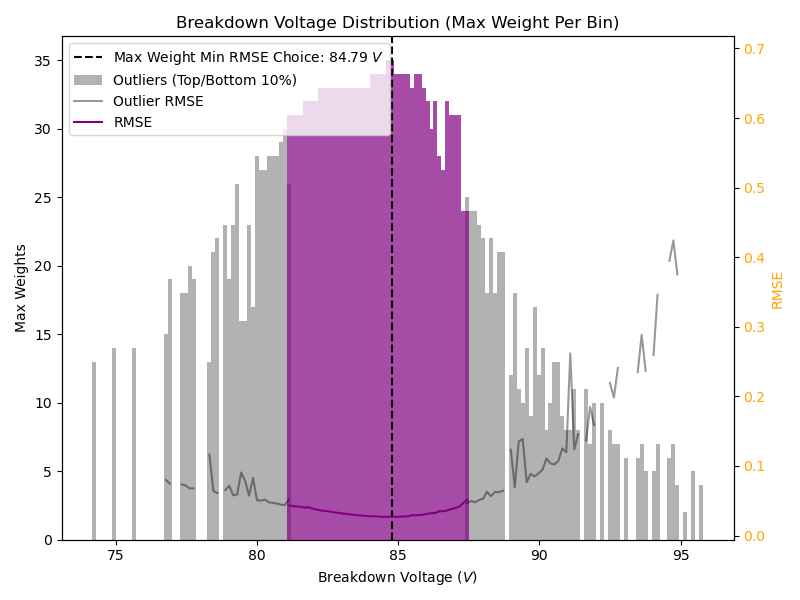 Breakdown Voltage Distribution (Max Weight Per Bin)
Max Weight Min RMSE Choice: 84.79 V
Outliers (Top/Bottom 10%)
Outlier RMSE
RMSE
Max Weights
35
30
25
20
15
10
5
0
0.7
0.6
0.5
0.4
0.3
0.2
0.1
0.0
RMSE
75 80 85 90 95
Breakdown Voltage (V)